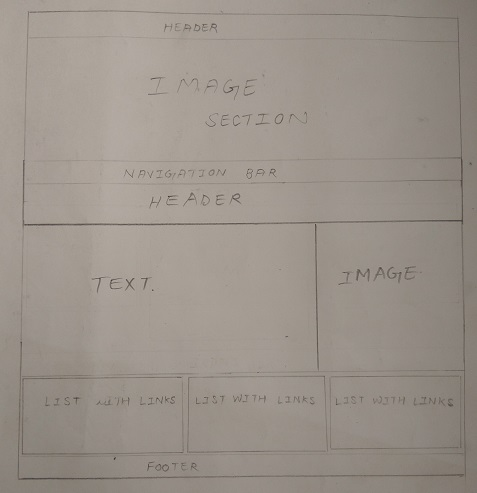 HEADER
IMAGE
SECTION
NAVIGATION BAR
HEADER
TEXT.
IMAGE
LIST WITH LINKS
LIST WITH LINKS
LIST WITH LINKS
FOOTER